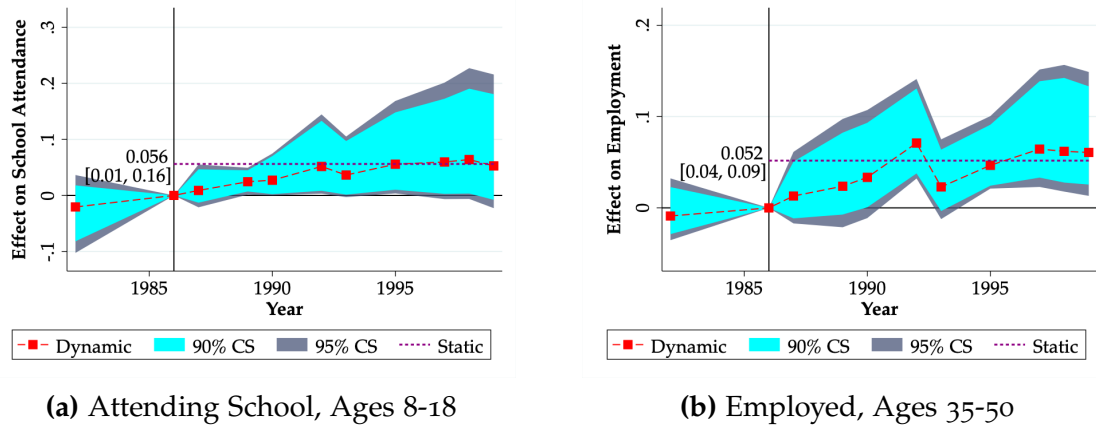 Effect on School Attendance
.3
.2
.1
0
-.1
0.056
[0.01, 0.16]
1985 1990 1995
Year
Dynamic 90% CS 95% CS Static
(a) Attending School, Ages 8-18
Effect on Employment
.2
.1
0
0.052
[0.04, 0.09]
1985 1990 1995
Year
Dynamic 90% CS 95% CS Static
(b) Employed, Ages 35-50